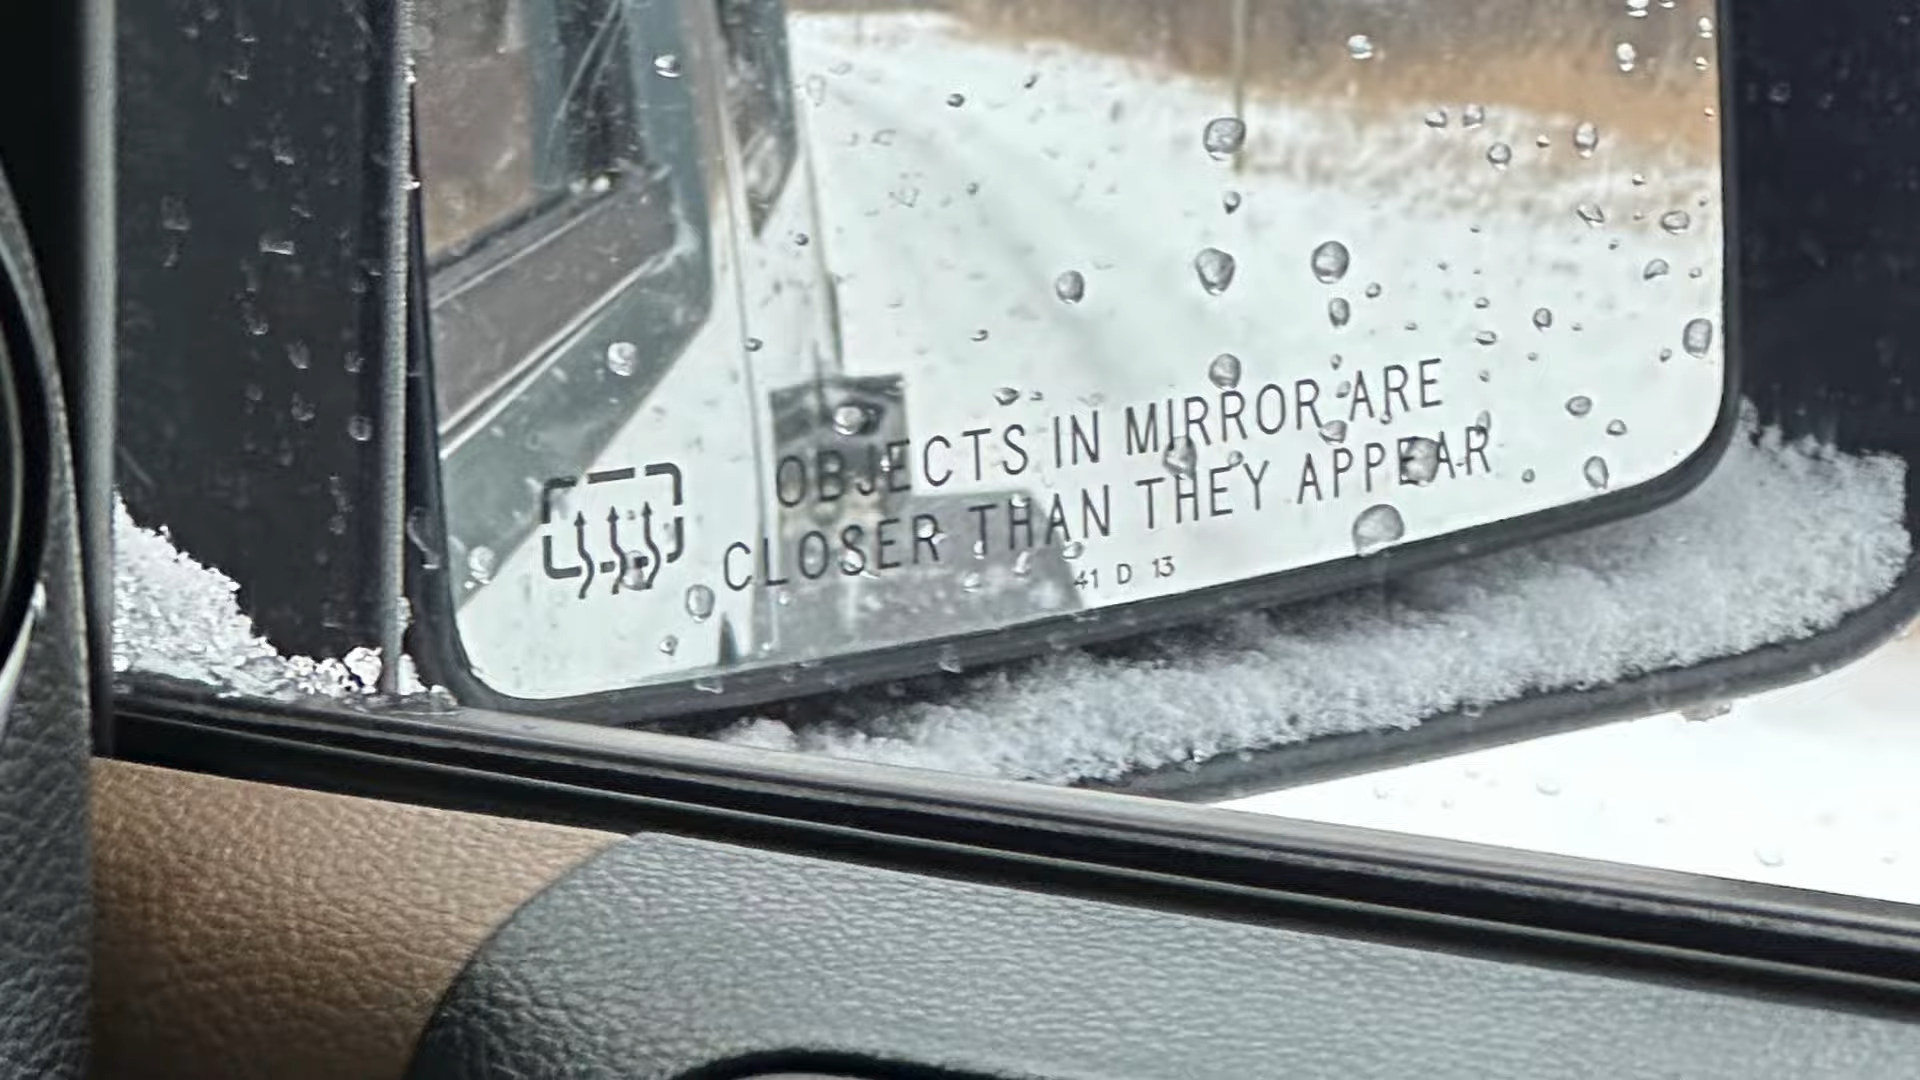 OBJECTS IN MIRROR ARE
CLOSER THAN THEY APPEAR
41 D 13